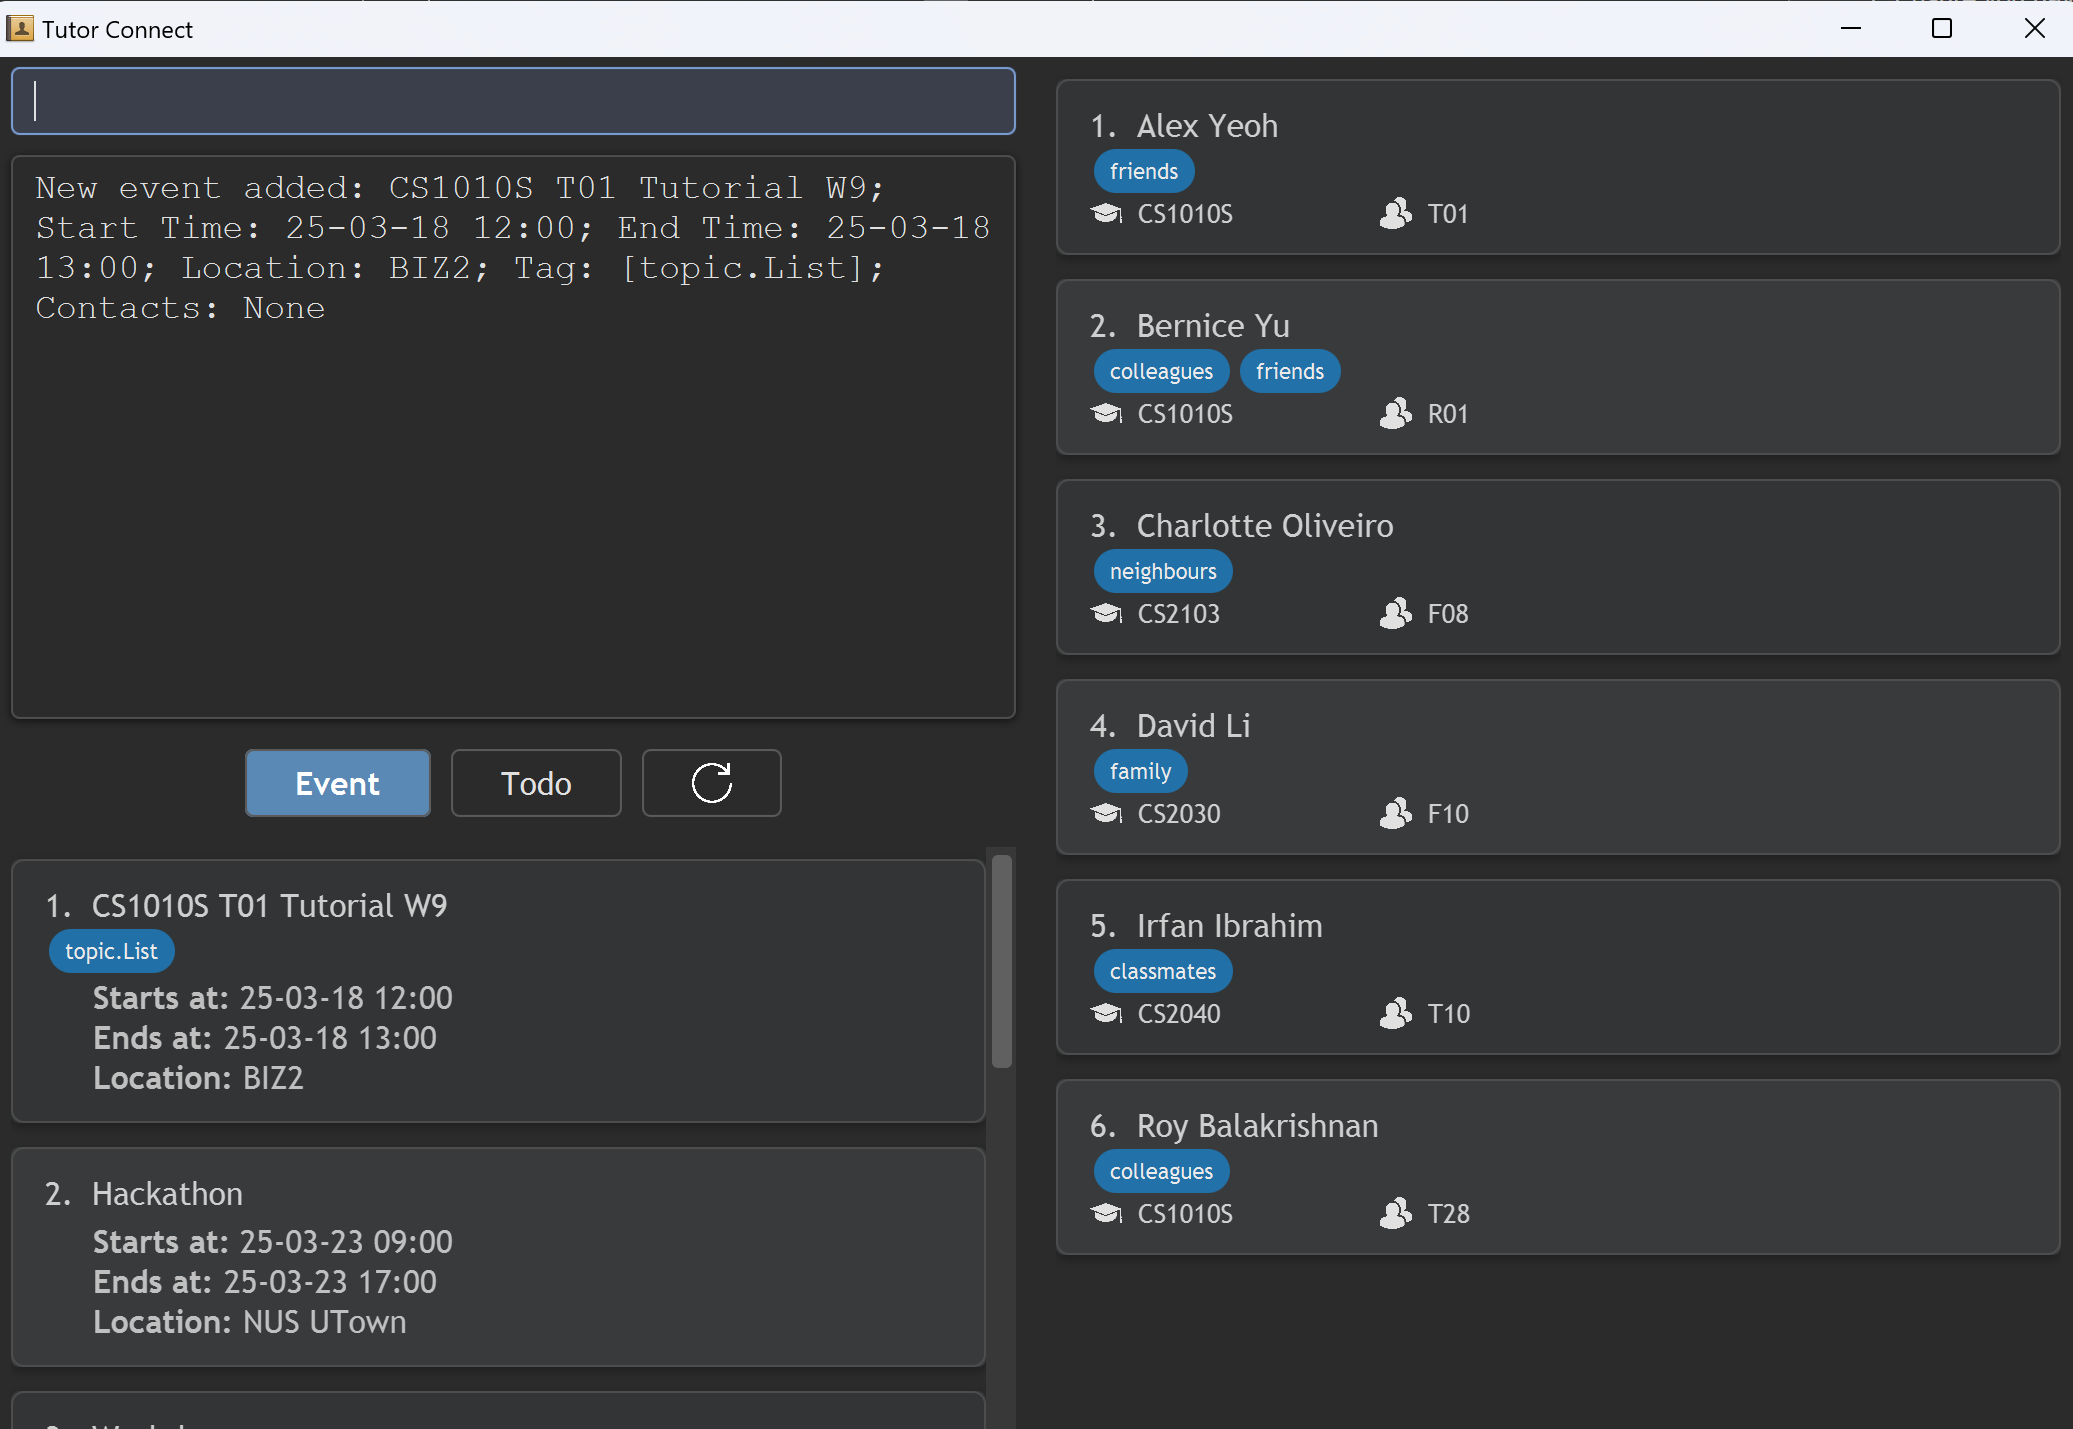 Tutor Connect
New event added: CS1010S T01 Tutorial W9;
Start Time: 25-03-18 12:00; End Time: 25-03-18
13:00; Location: BIZ2; Tag: [topic.List];
Contacts: None
Event Todo
1. CS1010S T01 Tutorial W9
topic.List
Starts at: 25-03-18 12:00
Ends at: 25-03-18 13:00
Location: BIZ2
2. Hackathon
Starts at: 25-03-23 09:00
Ends at: 25-03-23 17:00
Location: NUS UTown
1. Alex Yeoh
friends
CS1010S T01
2. Bernice Yu
colleagues friends
CS1010S R01
3. Charlotte Oliveiro
neighbours
CS2103 F08
4. David Li
family
CS2030 F10
5. Irfan Ibrahim
classmates
CS2040 T10
6. Roy Balakrishnan
colleagues
CS1010S T28